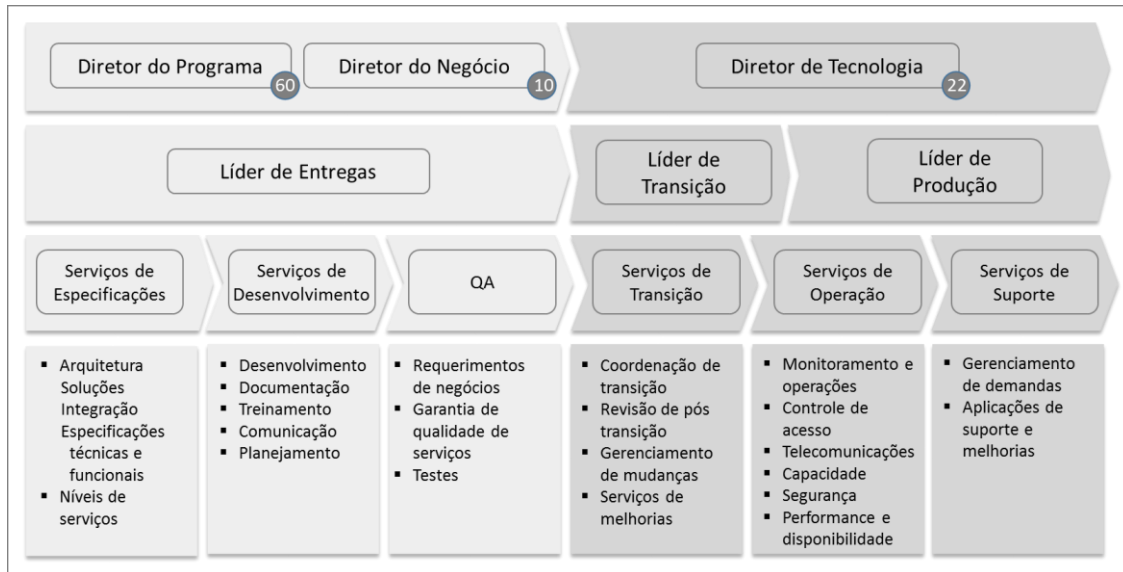 Diretor do Programa
60
Diretor do Negócio
10
Diretor de Tecnologia
22
Líder de Entregas
Líder de
Transição
Líder de
Produção
Serviços de
Especificações
Serviços de
Desenvolvimento
QA
Serviços de
Transição
Serviços de
Operação
Serviços de
Suporte
▪ Arquitetura
Soluções
Integração
Especificações
técnicas e
funcionais
▪ Níveis de
serviços
▪ Desenvolvimento
▪ Documentação
▪ Treinamento
▪ Comunicação
▪ Planejamento
▪ Requerimentos
de negócios
▪ Garantia de
qualidade de
serviços
▪ Testes
▪ Coordenação de
transição
▪ Revisão de pós
transição
▪ Gerenciamento
de mudanças
▪ Serviços de
melhorias
▪ Monitoramento e
operações
▪ Controle de
acesso
▪ Telecomunicações
▪ Capacidade
▪ Segurança
▪ Performance e
disponibilidade
▪ Gerenciamento
de demandas
▪ Aplicações de
suporte e
melhorias